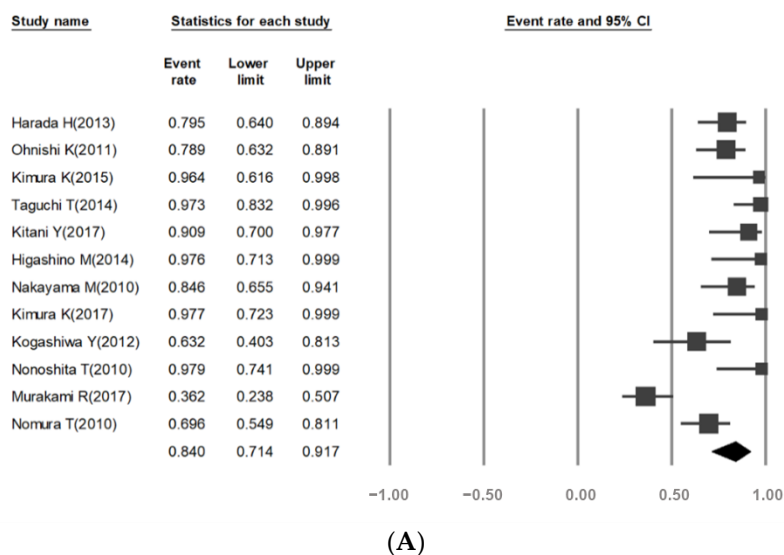 Study name Statistics for each study Event rate and 95% CI
Event rate Lower limit Upper limit
Harada H(2013) 0.795 0.640 0.894
Ohnishi K(2011) 0.789 0.632 0.891
Kimura K(2015) 0.964 0.616 0.998
Taguchi T(2014) 0.973 0.832 0.996
Kitani Y(2017) 0.909 0.700 0.977
Higashino M(2014) 0.976 0.713 0.999
Nakayama M(2010) 0.846 0.655 0.941
Kimura K(2017) 0.977 0.723 0.999
Kogashiwa Y(2012) 0.632 0.403 0.813
Nonoshita T(2010) 0.979 0.741 0.999
Murakami R(2017) 0.362 0.238 0.507
Nomura T(2010) 0.696 0.549 0.811
0.840 0.714 0.917
−1.00 −0.50 0.00 0.50 1.00
(A)